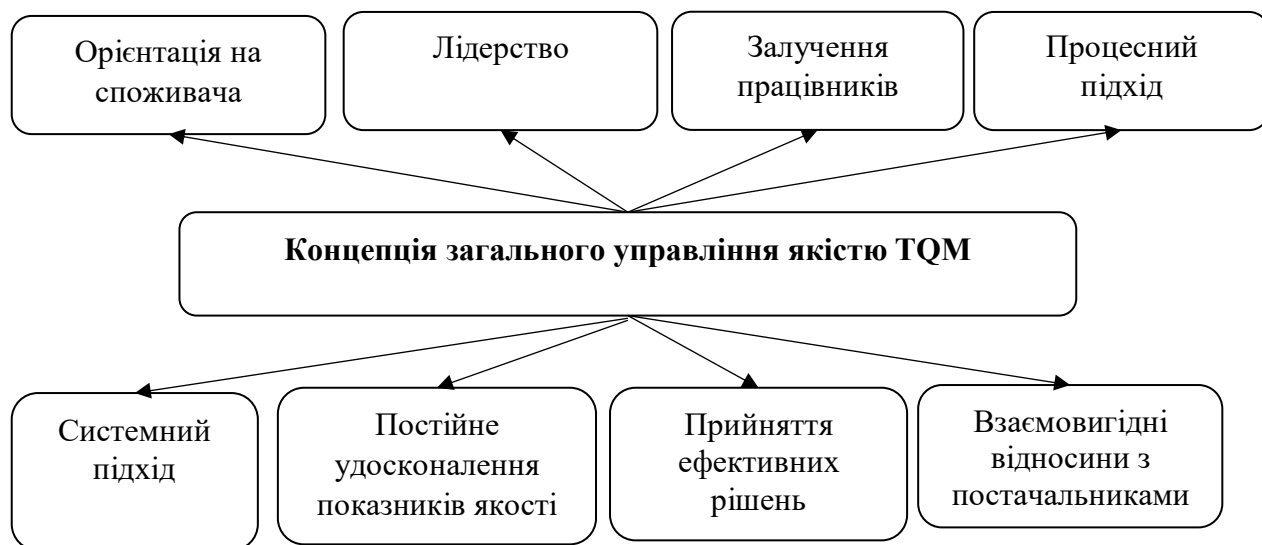 Орієнтація на
споживача
Лідерство
Залучення
працівників
Процесний
підхід
Концепція загального управління якістю TQM
Системний
підхід
Постійне
удосконалення
показників якості
Прийняття
ефективних
рішень
Взаємовигідні
відносини з
постачальниками